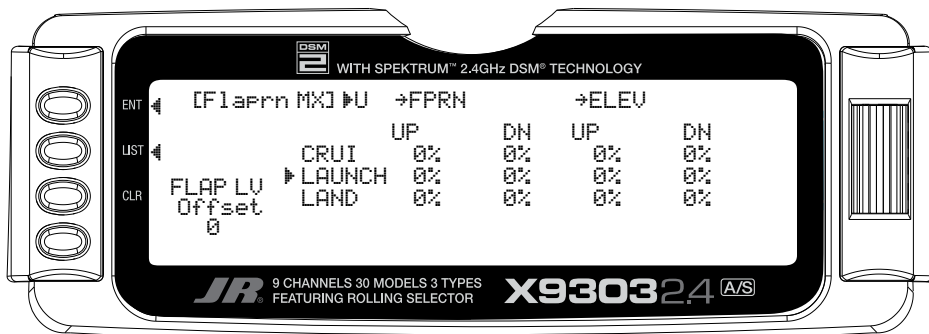 DSM
2 WITH SPEKTRUM™ 2.4GHz DSM® TECHNOLOGY
ENT [Flaprn MX] U →FPRN →ELEV
UP DN UP DN
LIST CRUI 0% 0% 0% 0%
LAUNCH 0% 0% 0% 0%
CLR FLAP LV LAND 0% 0% 0% 0%
Offset
0
JR® 9 CHANNELS 30 MODELS 3 TYPES
FEATURING ROLLING SELECTOR
X9303 2.4 A/S